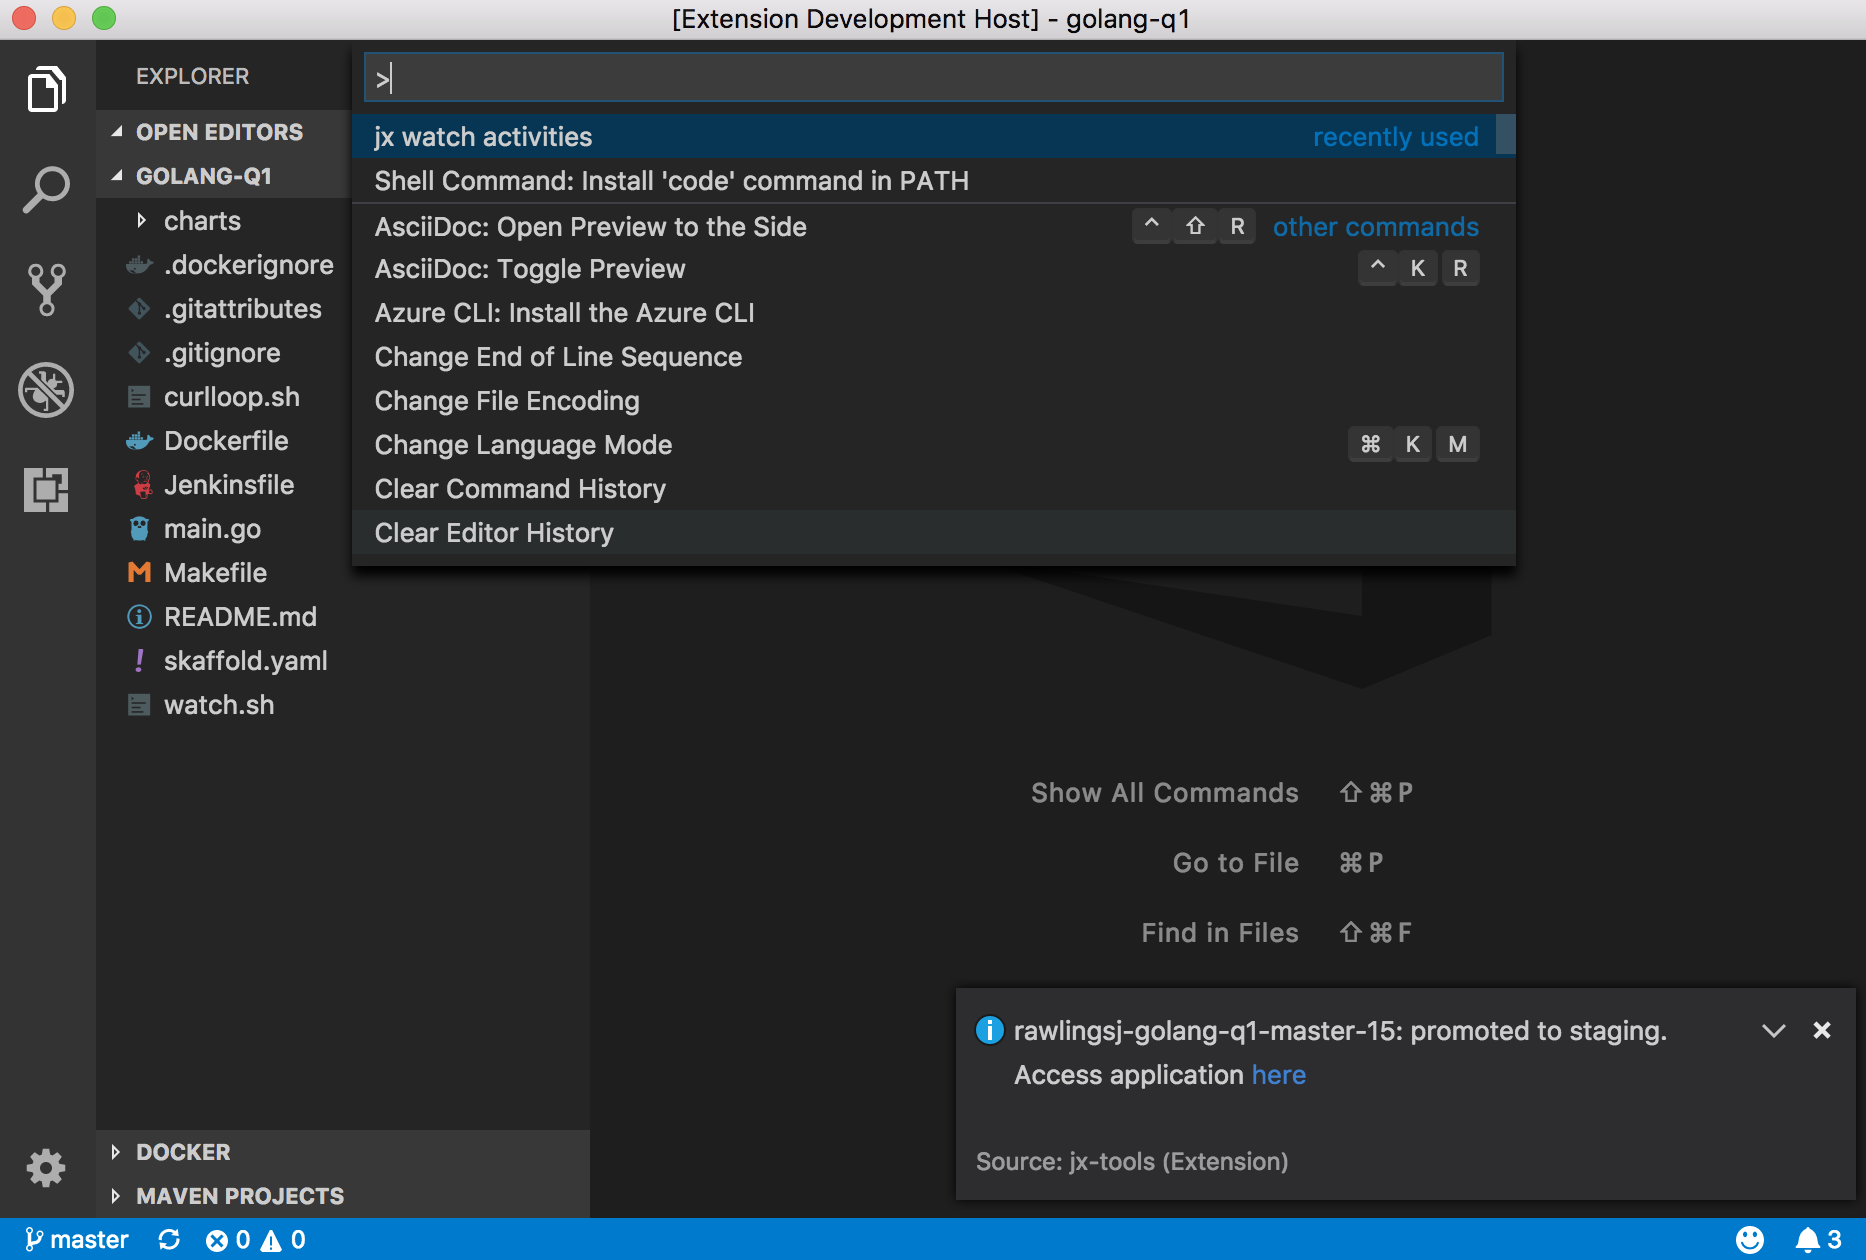 [Extension Development Host] - golang-q1
EXPLORER
OPEN EDITORS
GOLANG-Q1
charts
.dockerignore
.gitattributes
.gitignore
curlloop.sh
Dockerfile
Jenkinsfile
main.go
Makefile
README.md
skaffold.yaml
watch.sh
DOCKER
MAVEN PROJECTS
>
jx watch activities recently used
Shell Command: Install 'code' command in PATH
AsciiDoc: Open Preview to the Side ^ ⇧ R other commands
AsciiDoc: Toggle Preview ^ K R
Azure CLI: Install the Azure CLI
Change End of Line Sequence
Change File Encoding
Change Language Mode ⌘ K M
Clear Command History
Clear Editor History
Show All Commands ⇧⌘P
Go to File ⌘P
Find in Files ⇧⌘F
rawlingsj-golang-q1-master-15: promoted to staging.
Access application here
Source: jx-tools (Extension)
master 0 0 3